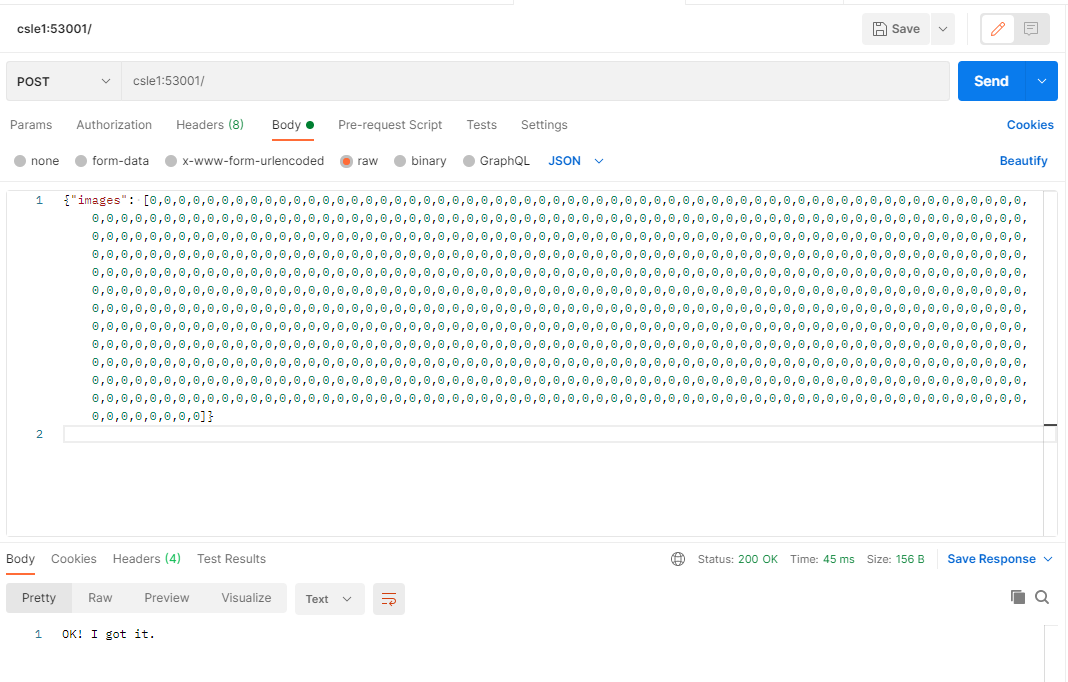 csle1:53001/
Save
POST
csle1:53001/
Send
Params Authorization Headers (8) Body Pre-request Script Tests Settings Cookies
none form-data x-www-form-urlencoded raw binary GraphQL JSON Beautify
1 {"images": [0,0,0,0,0,0,0,0,0,0,0,0,0,0,0,0,0,0,0,0,0,0,0,0,0,0,0,0,0,0,0,0,0,0,0,0,0,0,0,0,0,0,0,0,0,0,0,0,0,0,0,0,0,0,0,0,0,0,0,0,0,
0,0,0,0,0,0,0,0,0,0,0,0,0,0,0,0,0,0,0,0,0,0,0,0,0,0,0,0,0,0,0,0,0,0,0,0,0,0,0,0,0,0,0,0,0,0,0,0,0,0,0,0,0,0,0,0,0,0,0,0,0,0,0,0,0,
0,0,0,0,0,0,0,0,0,0,0,0,0,0,0,0,0,0,0,0,0,0,0,0,0,0,0,0,0,0,0,0,0,0,0,0,0,0,0,0,0,0,0,0,0,0,0,0,0,0,0,0,0,0,0,0,0,0,0,0,0,0,0,0,0,
0,0,0,0,0,0,0,0,0,0,0,0,0,0,0,0,0,0,0,0,0,0,0,0,0,0,0,0,0,0,0,0,0,0,0,0,0,0,0,0,0,0,0,0,0,0,0,0,0,0,0,0,0,0,0,0,0,0,0,0,0,0,0,0,0,
0,0,0,0,0,0,0,0,0,0,0,0,0,0,0,0,0,0,0,0,0,0,0,0,0,0,0,0,0,0,0,0,0,0,0,0,0,0,0,0,0,0,0,0,0,0,0,0,0,0,0,0,0,0,0,0,0,0,0,0,0,0,0,0,0,
0,0,0,0,0,0,0,0,0,0,0,0,0,0,0,0,0,0,0,0,0,0,0,0,0,0,0,0,0,0,0,0,0,0,0,0,0,0,0,0,0,0,0,0,0,0,0,0,0,0,0,0,0,0,0,0,0,0,0,0,0,0,0,0,0,
0,0,0,0,0,0,0,0,0,0,0,0,0,0,0,0,0,0,0,0,0,0,0,0,0,0,0,0,0,0,0,0,0,0,0,0,0,0,0,0,0,0,0,0,0,0,0,0,0,0,0,0,0,0,0,0,0,0,0,0,0,0,0,0,0,
0,0,0,0,0,0,0,0,0,0,0,0,0,0,0,0,0,0,0,0,0,0,0,0,0,0,0,0,0,0,0,0,0,0,0,0,0,0,0,0,0,0,0,0,0,0,0,0,0,0,0,0,0,0,0,0,0,0,0,0,0,0,0,0,0,
0,0,0,0,0,0,0,0,0,0,0,0,0,0,0,0,0,0,0,0,0,0,0,0,0,0,0,0,0,0,0,0,0,0,0,0,0,0,0,0,0,0,0,0,0,0,0,0,0,0,0,0,0,0,0,0,0,0,0,0,0,0,0,0,0,
0,0,0,0,0,0,0,0,0,0,0,0,0,0,0,0,0,0,0,0,0,0,0,0,0,0,0,0,0,0,0,0,0,0,0,0,0,0,0,0,0,0,0,0,0,0,0,0,0,0,0,0,0,0,0,0,0,0,0,0,0,0,0,0,0,
0,0,0,0,0,0,0,0,0,0,0,0,0,0,0,0,0,0,0,0,0,0,0,0,0,0,0,0,0,0,0,0,0,0,0,0,0,0,0,0,0,0,0,0,0,0,0,0,0,0,0,0,0,0,0,0,0,0,0,0,0,0,0,0,0,
0,0,0,0,0,0,0,0,0,0,0,0,0,0,0,0,0,0,0,0,0,0,0,0,0,0,0,0,0,0,0,0,0,0,0,0,0,0,0,0,0,0,0,0,0,0,0,0,0,0,0,0,0,0,0,0,0,0,0,0,0,0,0,0,0,
0,0,0,0,0,0,0,0]}
2
Body Cookies Headers (4) Test Results Status: 200 OK Time: 45 ms Size: 156 B Save Response
Pretty Raw Preview Visualize Text
1 OK! I got it.